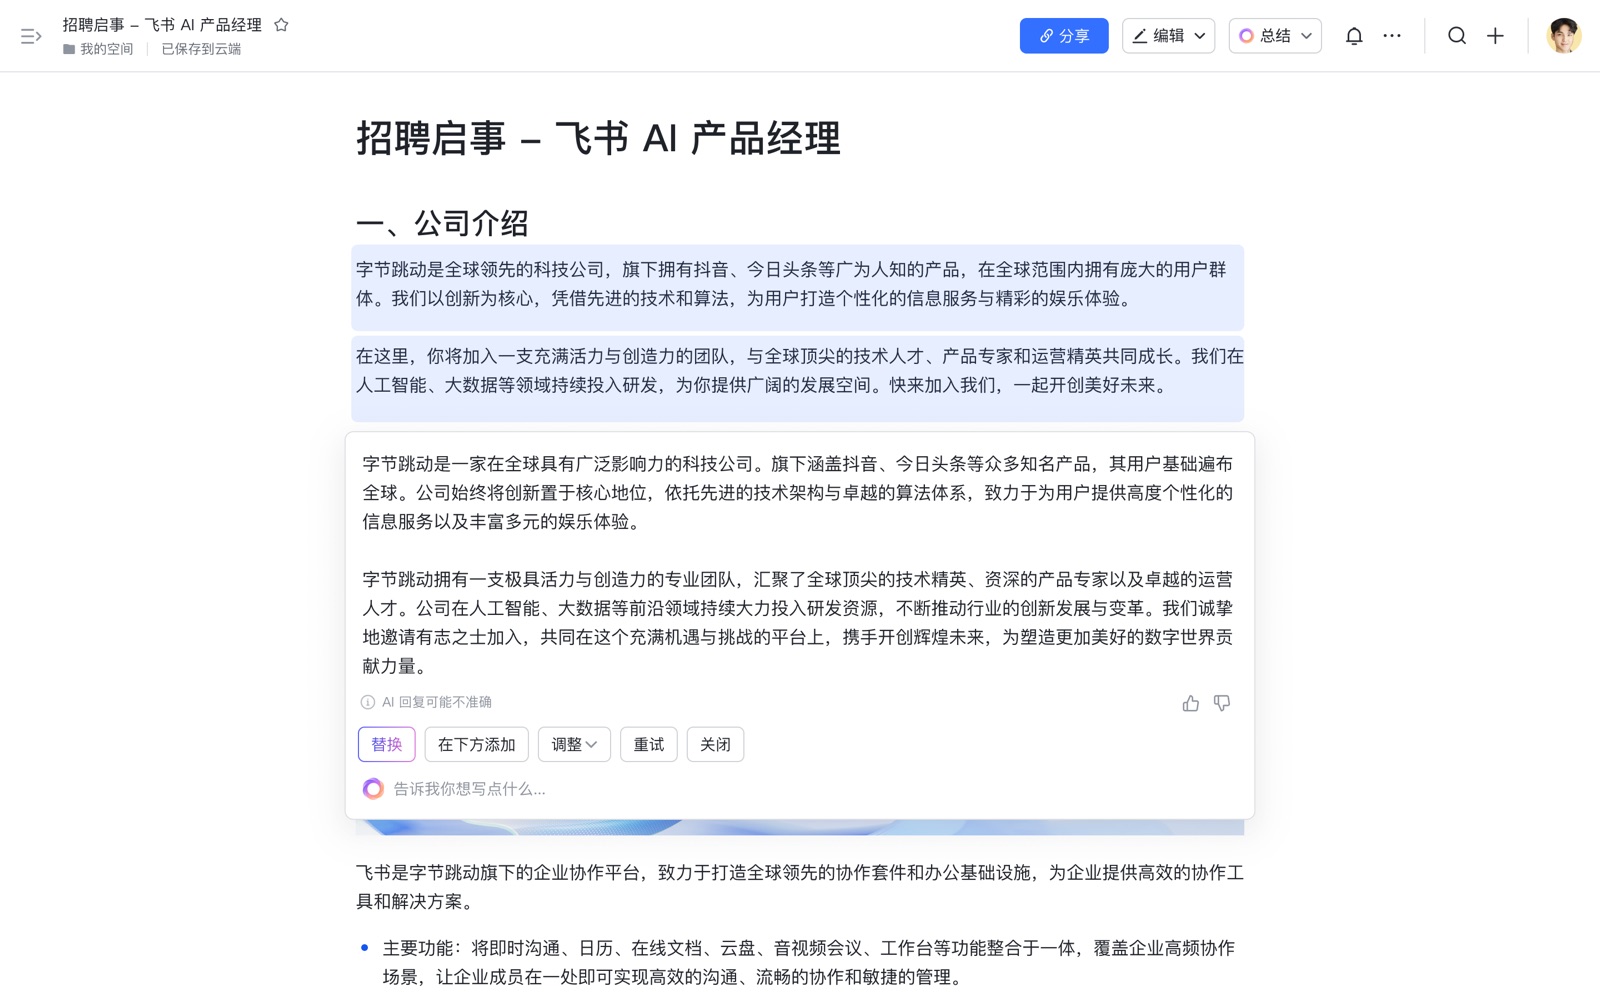 招聘启事 – 飞书 AI 产品经理
我的空间
已保存到云端
分享
编辑
总结
招聘启事 – 飞书 AI 产品经理
一、公司介绍
字节跳动是全球领先的科技公司，旗下拥有抖音、今日头条等广为人知的产品，在全球范围内拥有庞大的用户群
体。我们以创新为核心，凭借先进的技术和算法，为用户打造个性化的信息服务与精彩的娱乐体验。
在这里，你将加入一支充满活力与创造力的团队，与全球顶尖的技术人才、产品专家和运营精英共同成长。我们在
人工智能、大数据等领域持续投入研发，为你提供广阔的发展空间。快来加入我们，一起开创美好未来。
字节跳动是一家在全球具有广泛影响力的科技公司。旗下涵盖抖音、今日头条等众多知名产品，其用户基础遍布
全球。公司始终将创新置于核心地位，依托先进的技术架构与卓越的算法体系，致力于为用户提供高度个性化的
信息服务以及丰富多元的娱乐体验。
字节跳动拥有一支极具活力与创造力的专业团队，汇聚了全球顶尖的技术精英、资深的产品专家以及卓越的运营
人才。公司在人工智能、大数据等前沿领域持续大力投入研发资源，不断推动行业的创新发展与变革。我们诚挚
地邀请有志之士加入，共同在这个充满机遇与挑战的平台上，携手开创辉煌未来，为塑造更加美好的数字世界贡
献力量。
AI 回复可能不准确
替换
在下方添加
调整
重试
关闭
告诉我你想写点什么...
飞书是字节跳动旗下的企业协作平台，致力于打造全球领先的协作套件和办公基础设施，为企业提供高效的协作工
具和解决方案。
主要功能：将即时沟通、日历、在线文档、云盘、音视频会议、工作台等功能整合于一体，覆盖企业高频协作
场景，让企业成员在一处即可实现高效的沟通、流畅的协作和敏捷的管理。